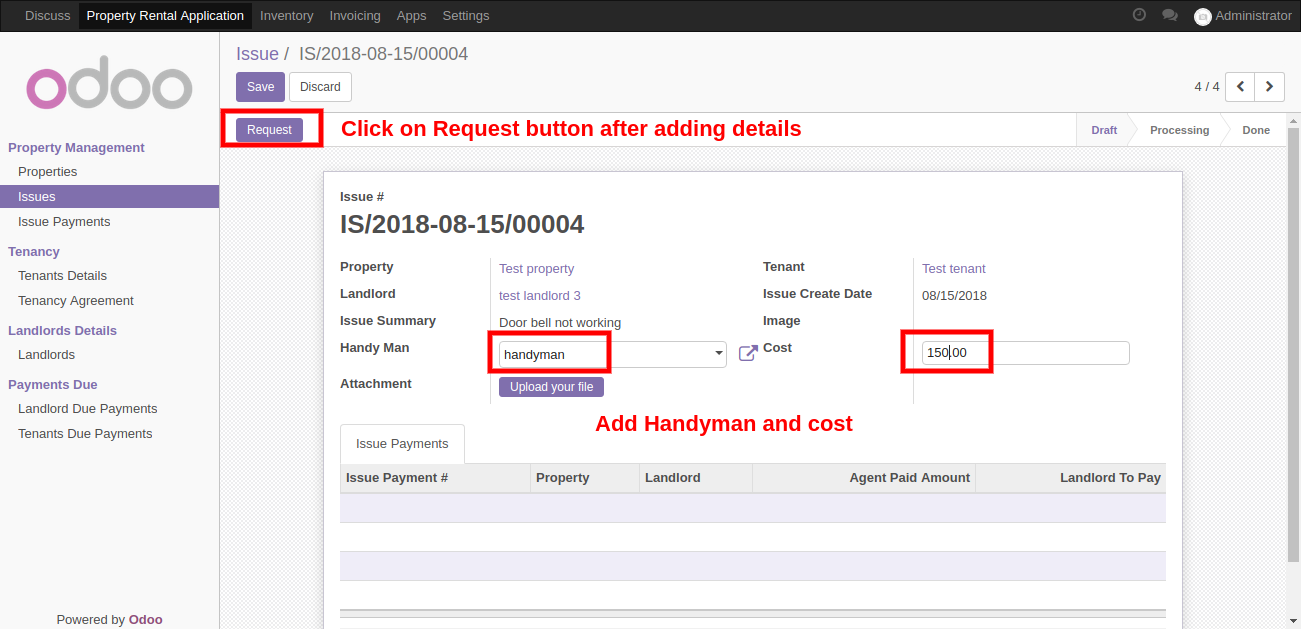 Discuss Property Rental Application Inventory Invoicing Apps Settings Administrator
odoo
Property Management
Properties
Issues
Issue Payments
Tenancy
Tenants Details
Tenancy Agreement
Landlords Details
Landlords
Payments Due
Landlord Due Payments
Tenants Due Payments
Powered by Odoo
Issue / IS/2018-08-15/00004
Save Discard 4 / 4
Request Click on Request button after adding details Draft Processing Done
Issue #
IS/2018-08-15/00004
Property Test property Tenant Test tenant
Landlord test landlord 3 Issue Create Date 08/15/2018
Issue Summary Door bell not working Image
Handy Man handyman Cost 150.00
Attachment Upload your file
Add Handyman and cost
Issue Payments
Issue Payment # Property Landlord Agent Paid Amount Landlord To Pay